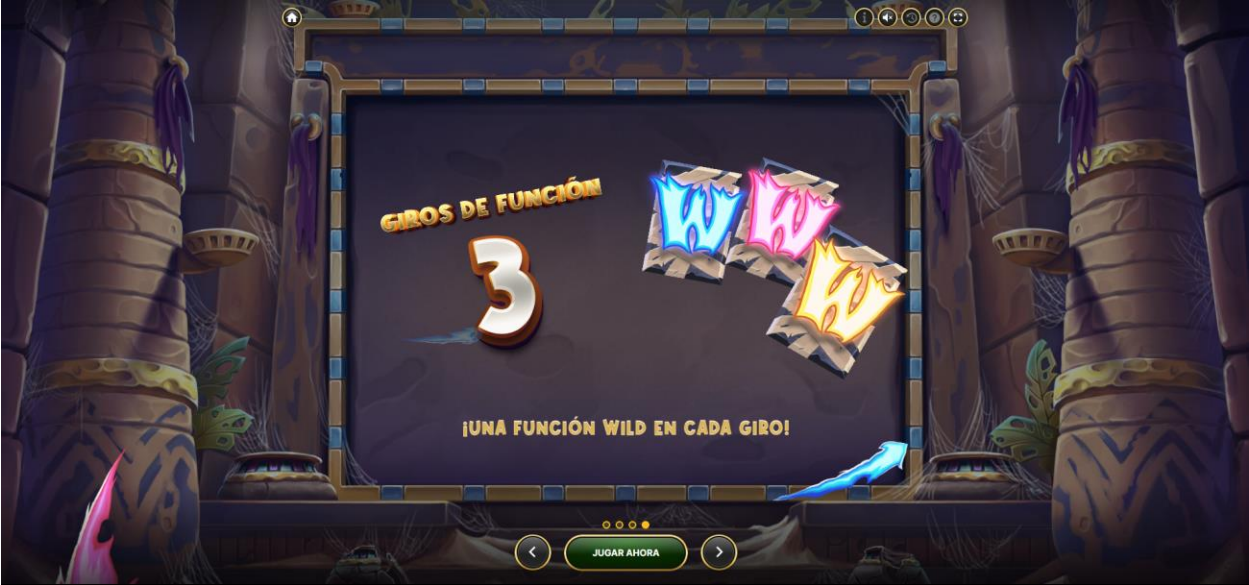 GIROS DE FUNCIÓN
3
W W W
¡UNA FUNCIÓN WILD EN CADA GIRO!
JUGAR AHORA